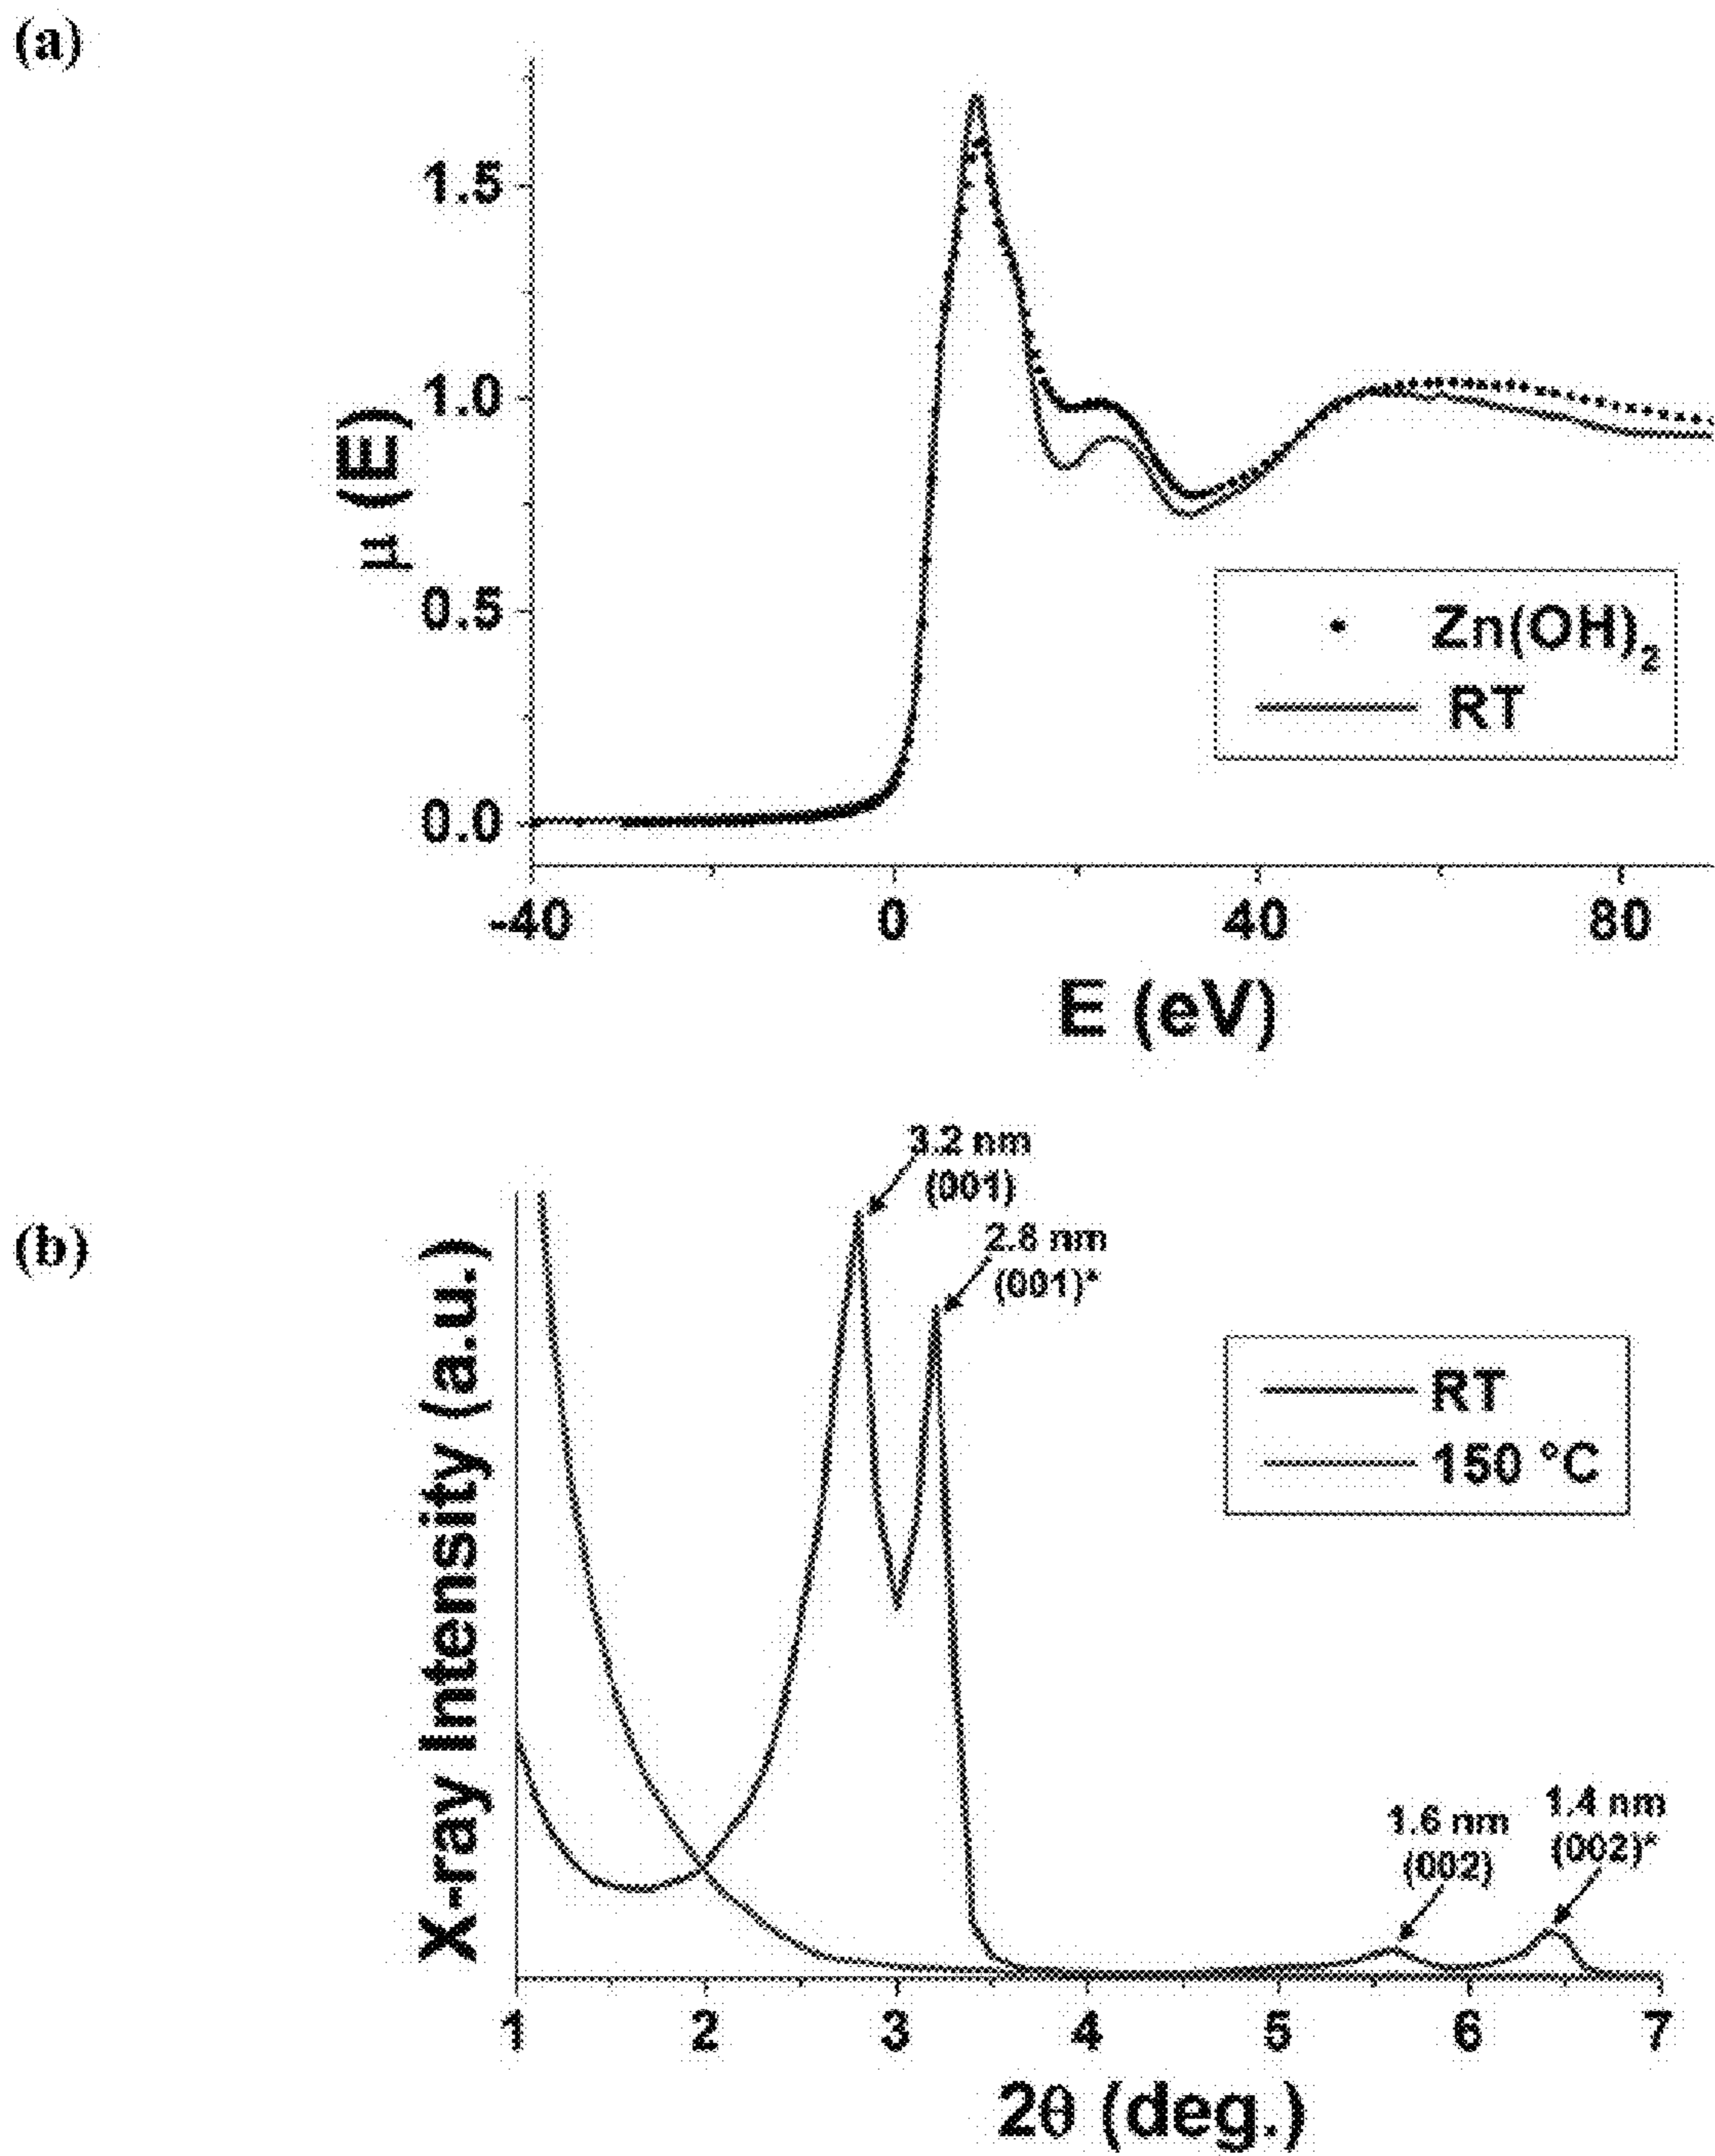 (a)
1.5
1.0
0.5
0.0
μ (E)
Zn(OH)2
RT
-40 0 40 80
E (eV)
(b)
3.2 nm
(001)
2.8 nm
(001)*
RT
150 °C
1.6 nm
(002)
1.4 nm
(002)*
X-ray Intensity (a.u.)
1 2 3 4 5 6 7
2θ (deg.)